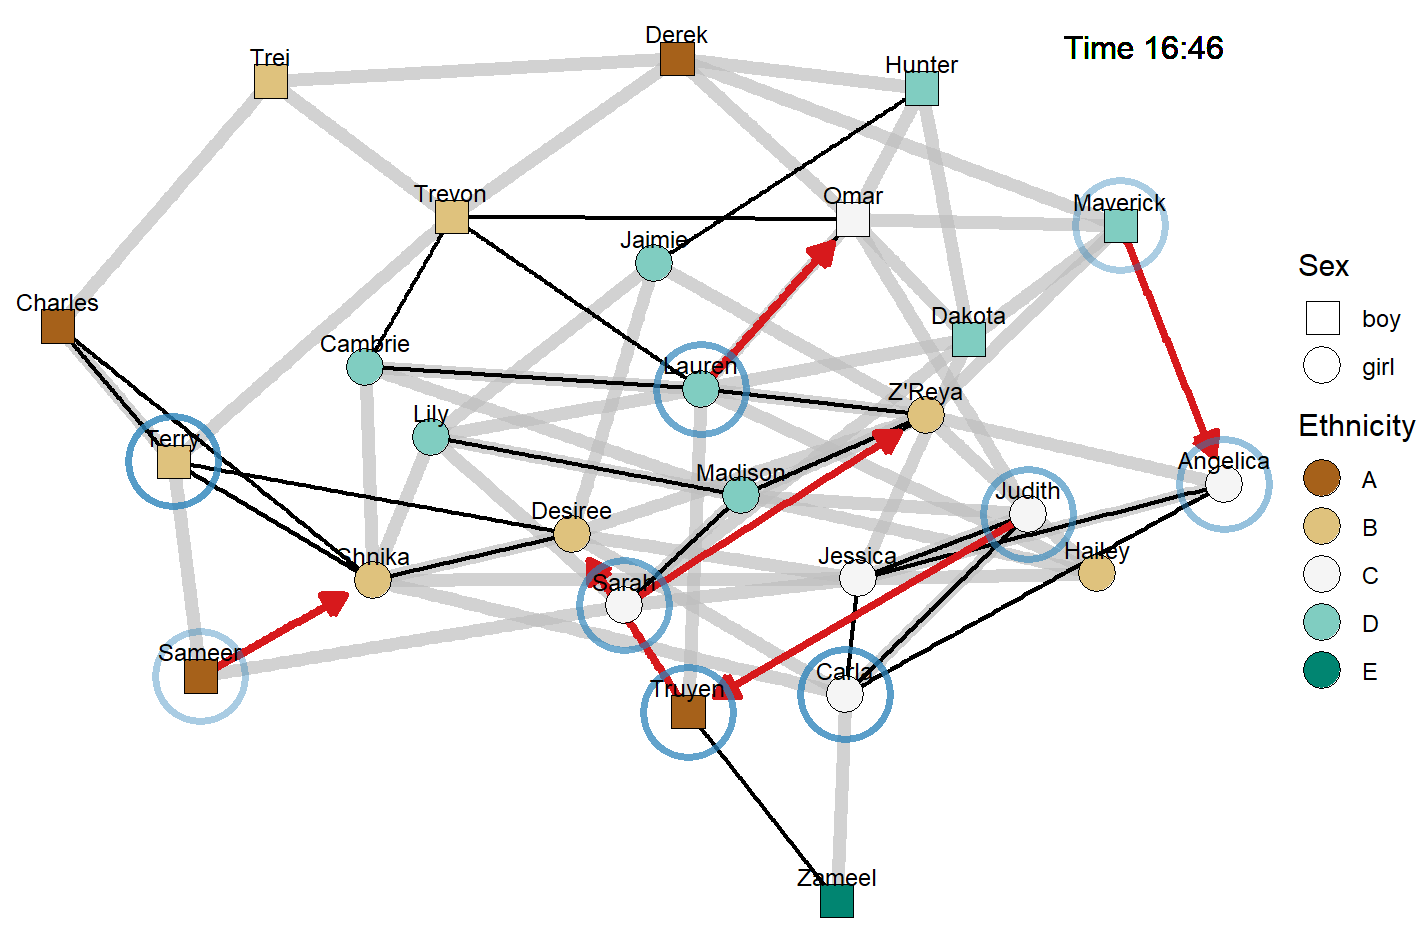 Time 16:46
Derek
Trei
Hunter
Trevon
Omar
Maverick
Jaimie
Charles
Dakota
Cambrie
Lauren
Z'Reya
Lily
Terry
Madison
Angelica
Judith
Desiree
Shnika
Sarah
Jessica
Hailey
Sameer
Truyen
Carla
Zameel
Sex
boy
girl
Ethnicity
A
B
C
D
E